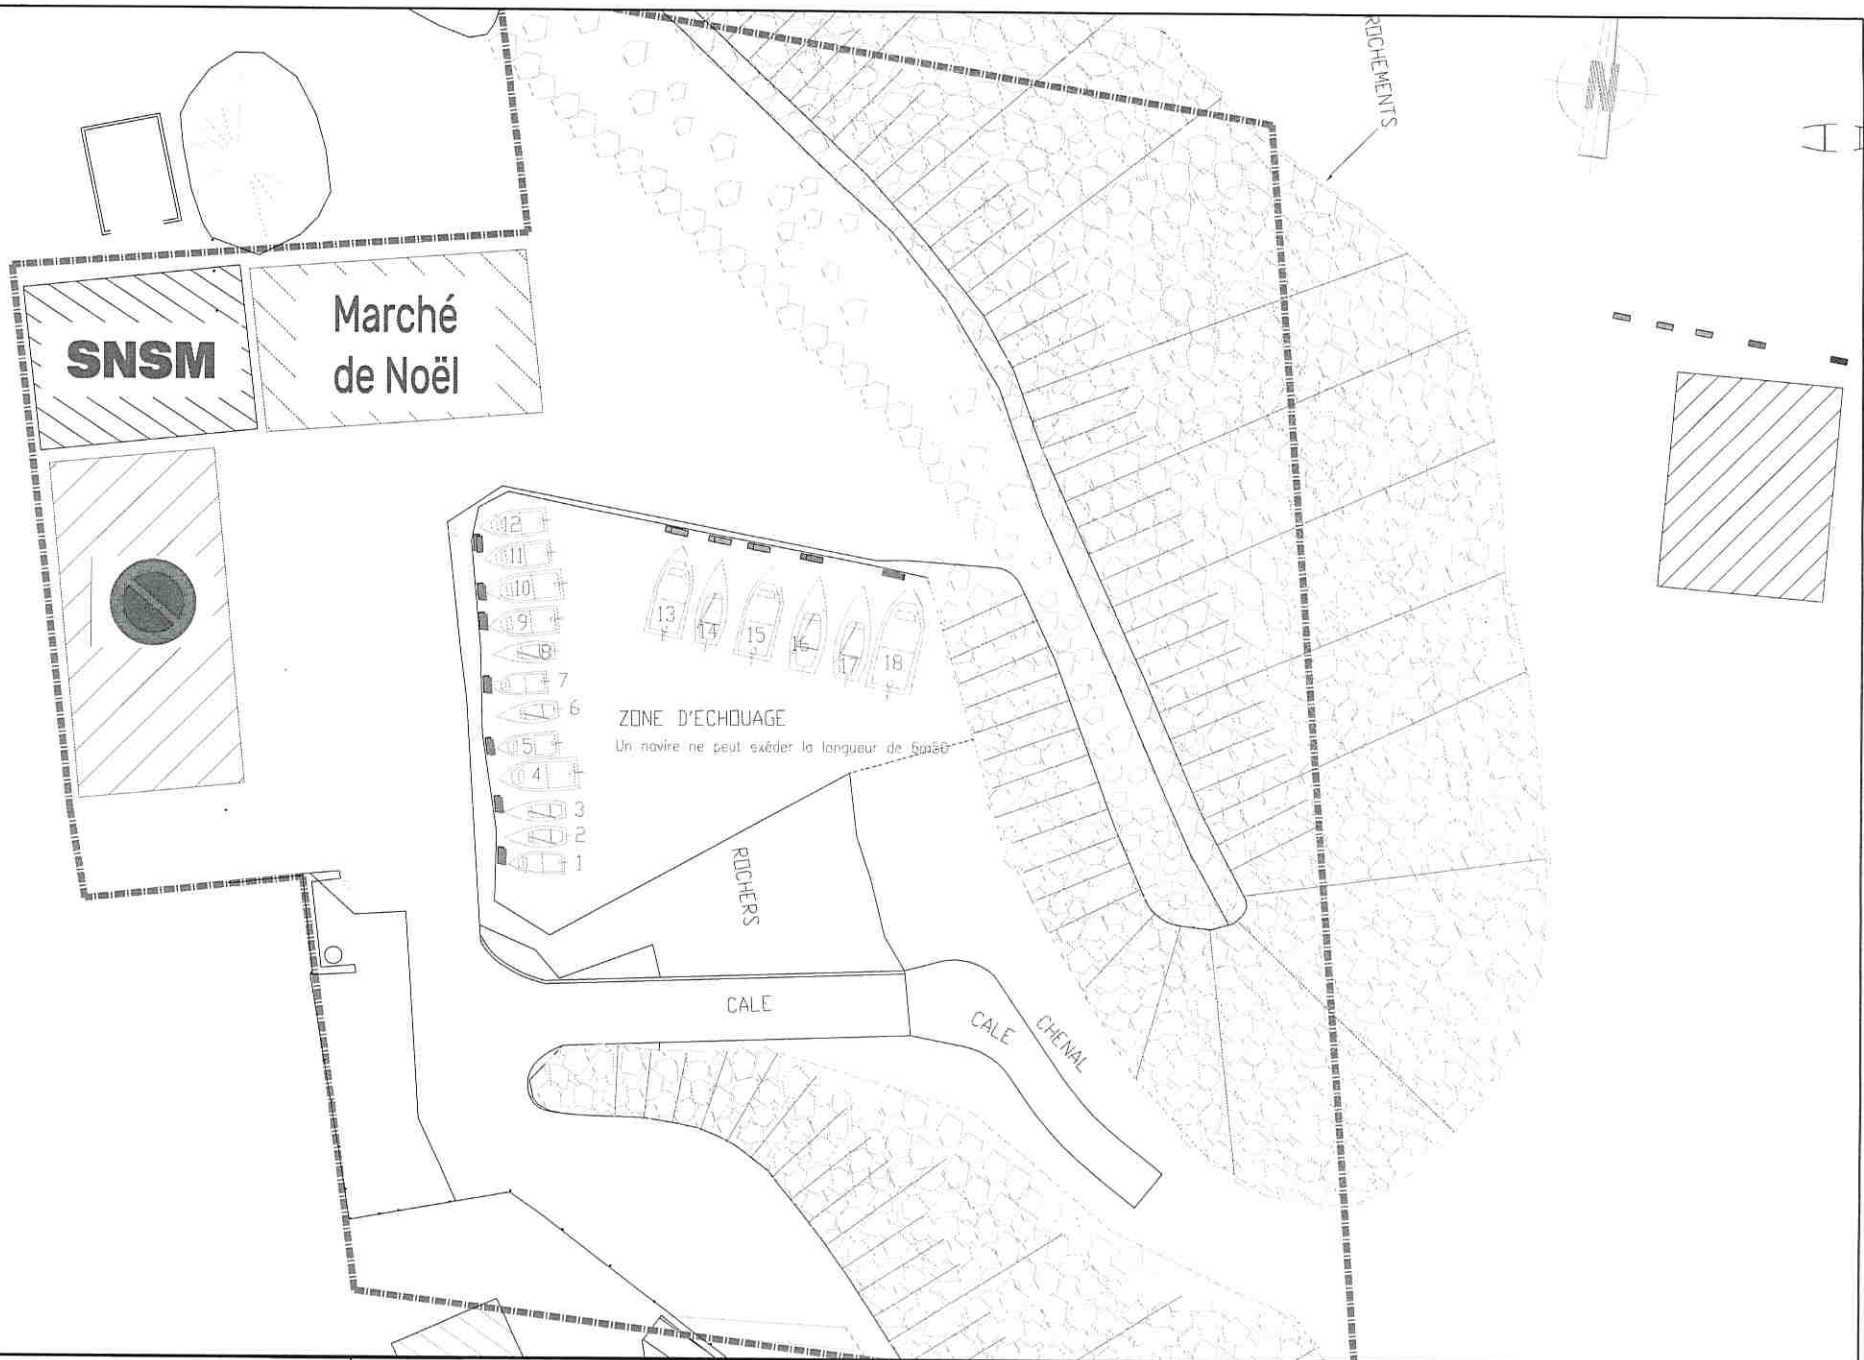 ROCHEMENTS
N
SNSM
Marché
de Noël
12
11
10
9
8
7
6
5
4
3
2
1
13
14
15
16
17
18
ZONE D'ECHOUAGE
Un navire ne peut exéder la longueur de 6m50
ROCHERS
CALE
CALE
CHENAL